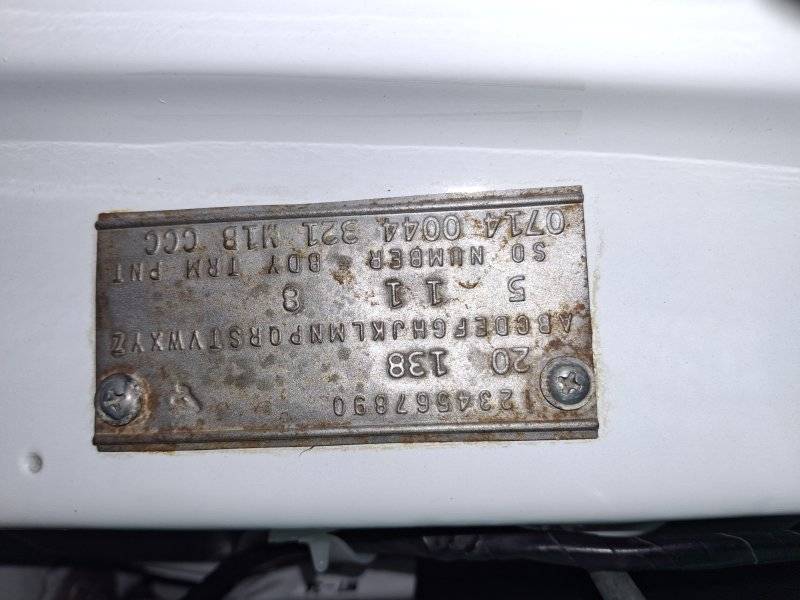 1234567890
20 138
ABCDEFGHJKLMNPQRSTVWXYZ
5 1 1 8
SO NUMBER BDY TRM PNT
0714 0044 321 M1B CCC